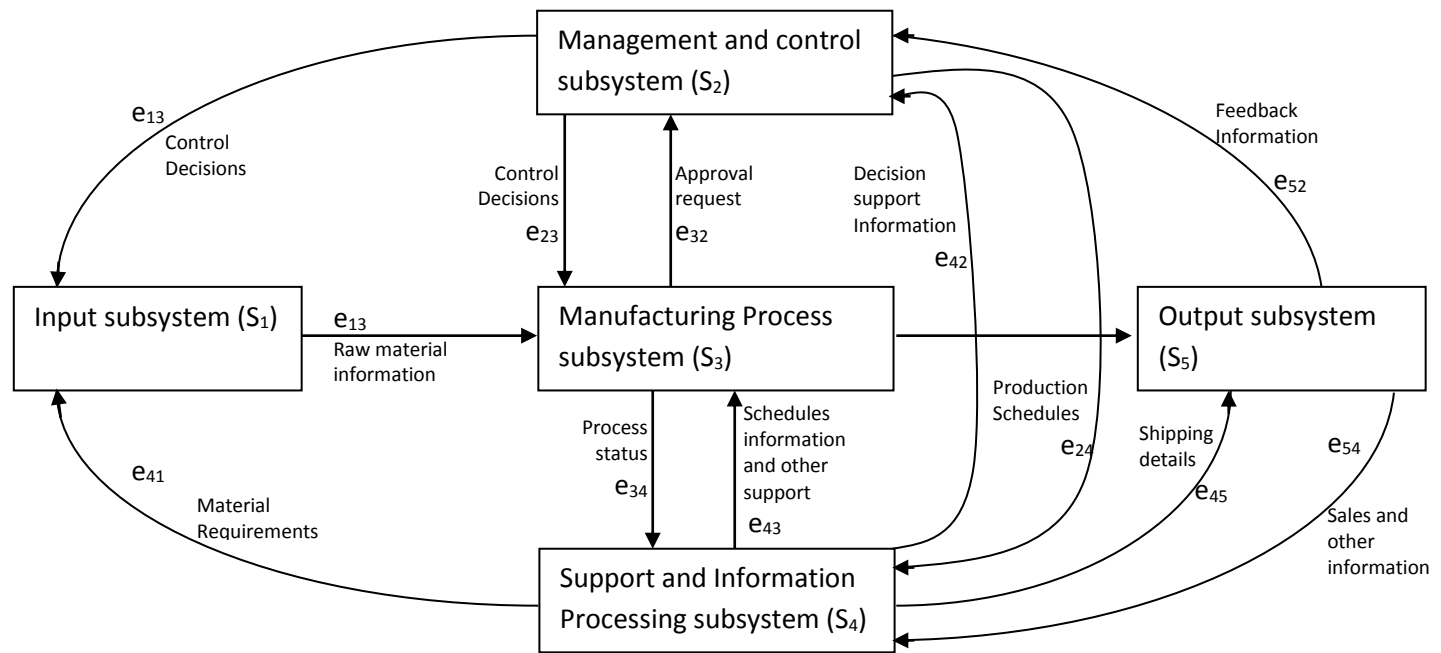 Management and control
subsystem (S₂)
e₁₃
Control
Decisions
Feedback
Information
e₅₂
Control
Decisions
e₂₃
Approval
request
e₃₂
Decision
support
Information
e₄₂
Input subsystem (S₁)
e₁₃
Raw material
information
Manufacturing Process
subsystem (S₃)
Output subsystem
(S₅)
Production
Schedules
e₂₄
Process
status
e₃₄
Schedules
information
and other
support
e₄₃
Shipping
details
e₄₅
e₅₄
Sales and
other
information
e₄₁
Material
Requirements
Support and Information
Processing subsystem (S₄)